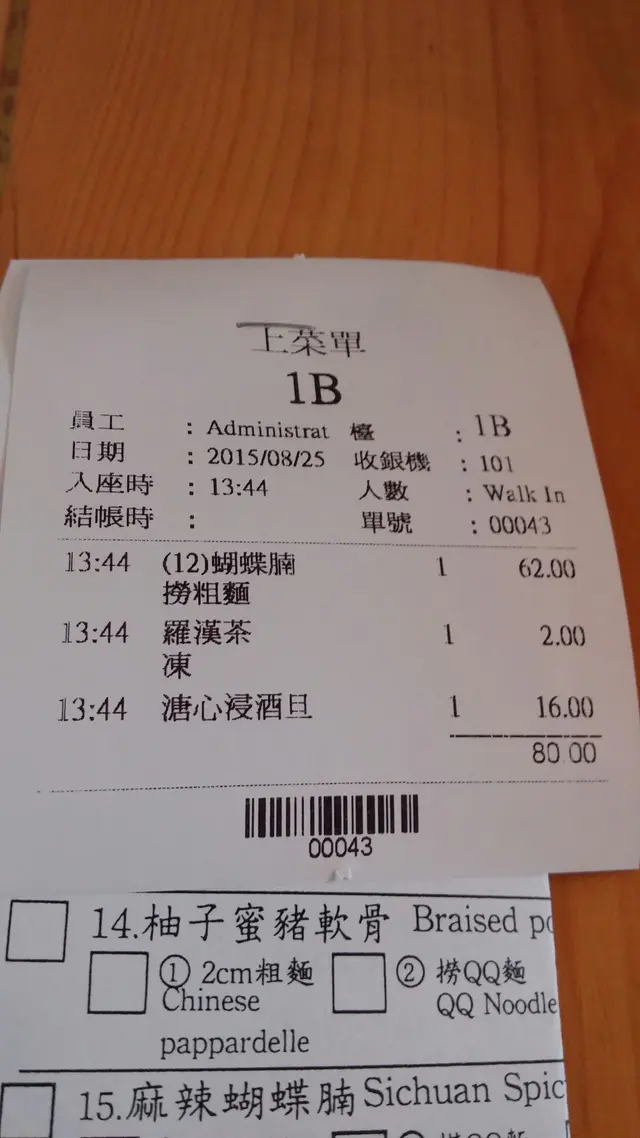 上菜單
1B
員工 : Administrat 檯 : 1B
日期 : 2015/08/25 收銀機 : 101
入座時 : 13:44 人數 : Walk In
結帳時 : 單號 : 00043
13:44 (12)蝴蝶腩 1 62.00
撈粗麵
13:44 羅漢茶 1 2.00
凍
13:44 溏心浸酒旦 1 16.00
80.00
00043
14.柚子蜜豬軟骨 Braised
① 2cm粗麵 ② 撈QQ麵
Chinese QQ Noodle
pappardelle
15.麻辣蝴蝶腩 Sichuan